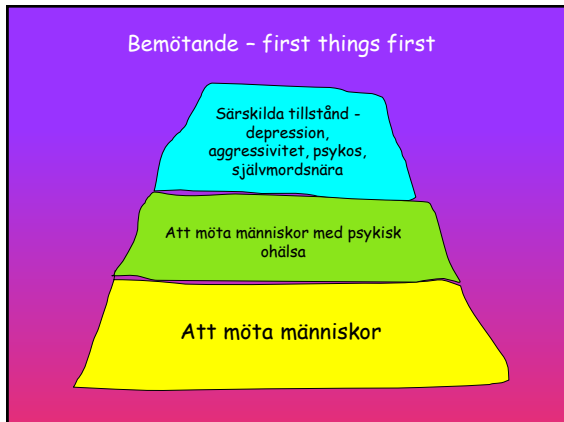 Bemötande – first things first
Särskilda tillstånd -
depression,
aggressivitet, psykos,
självmordsnära
Att möta människor med psykisk
ohälsa
Att möta människor